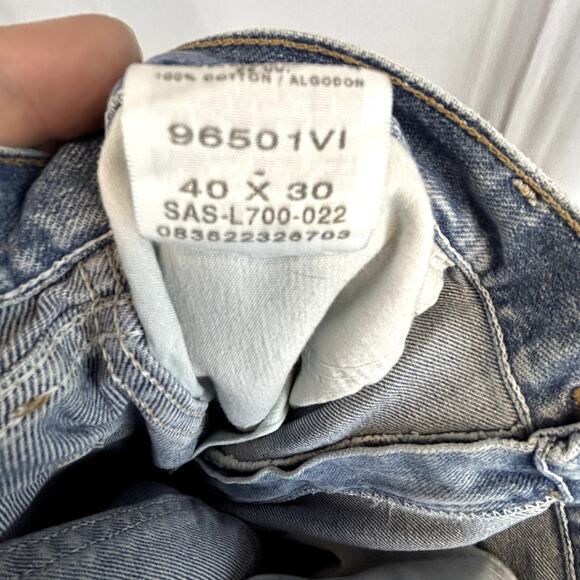 100% COTTON / ALGODON
96501VI
40 X 30
SAS-L700-022
083622326703